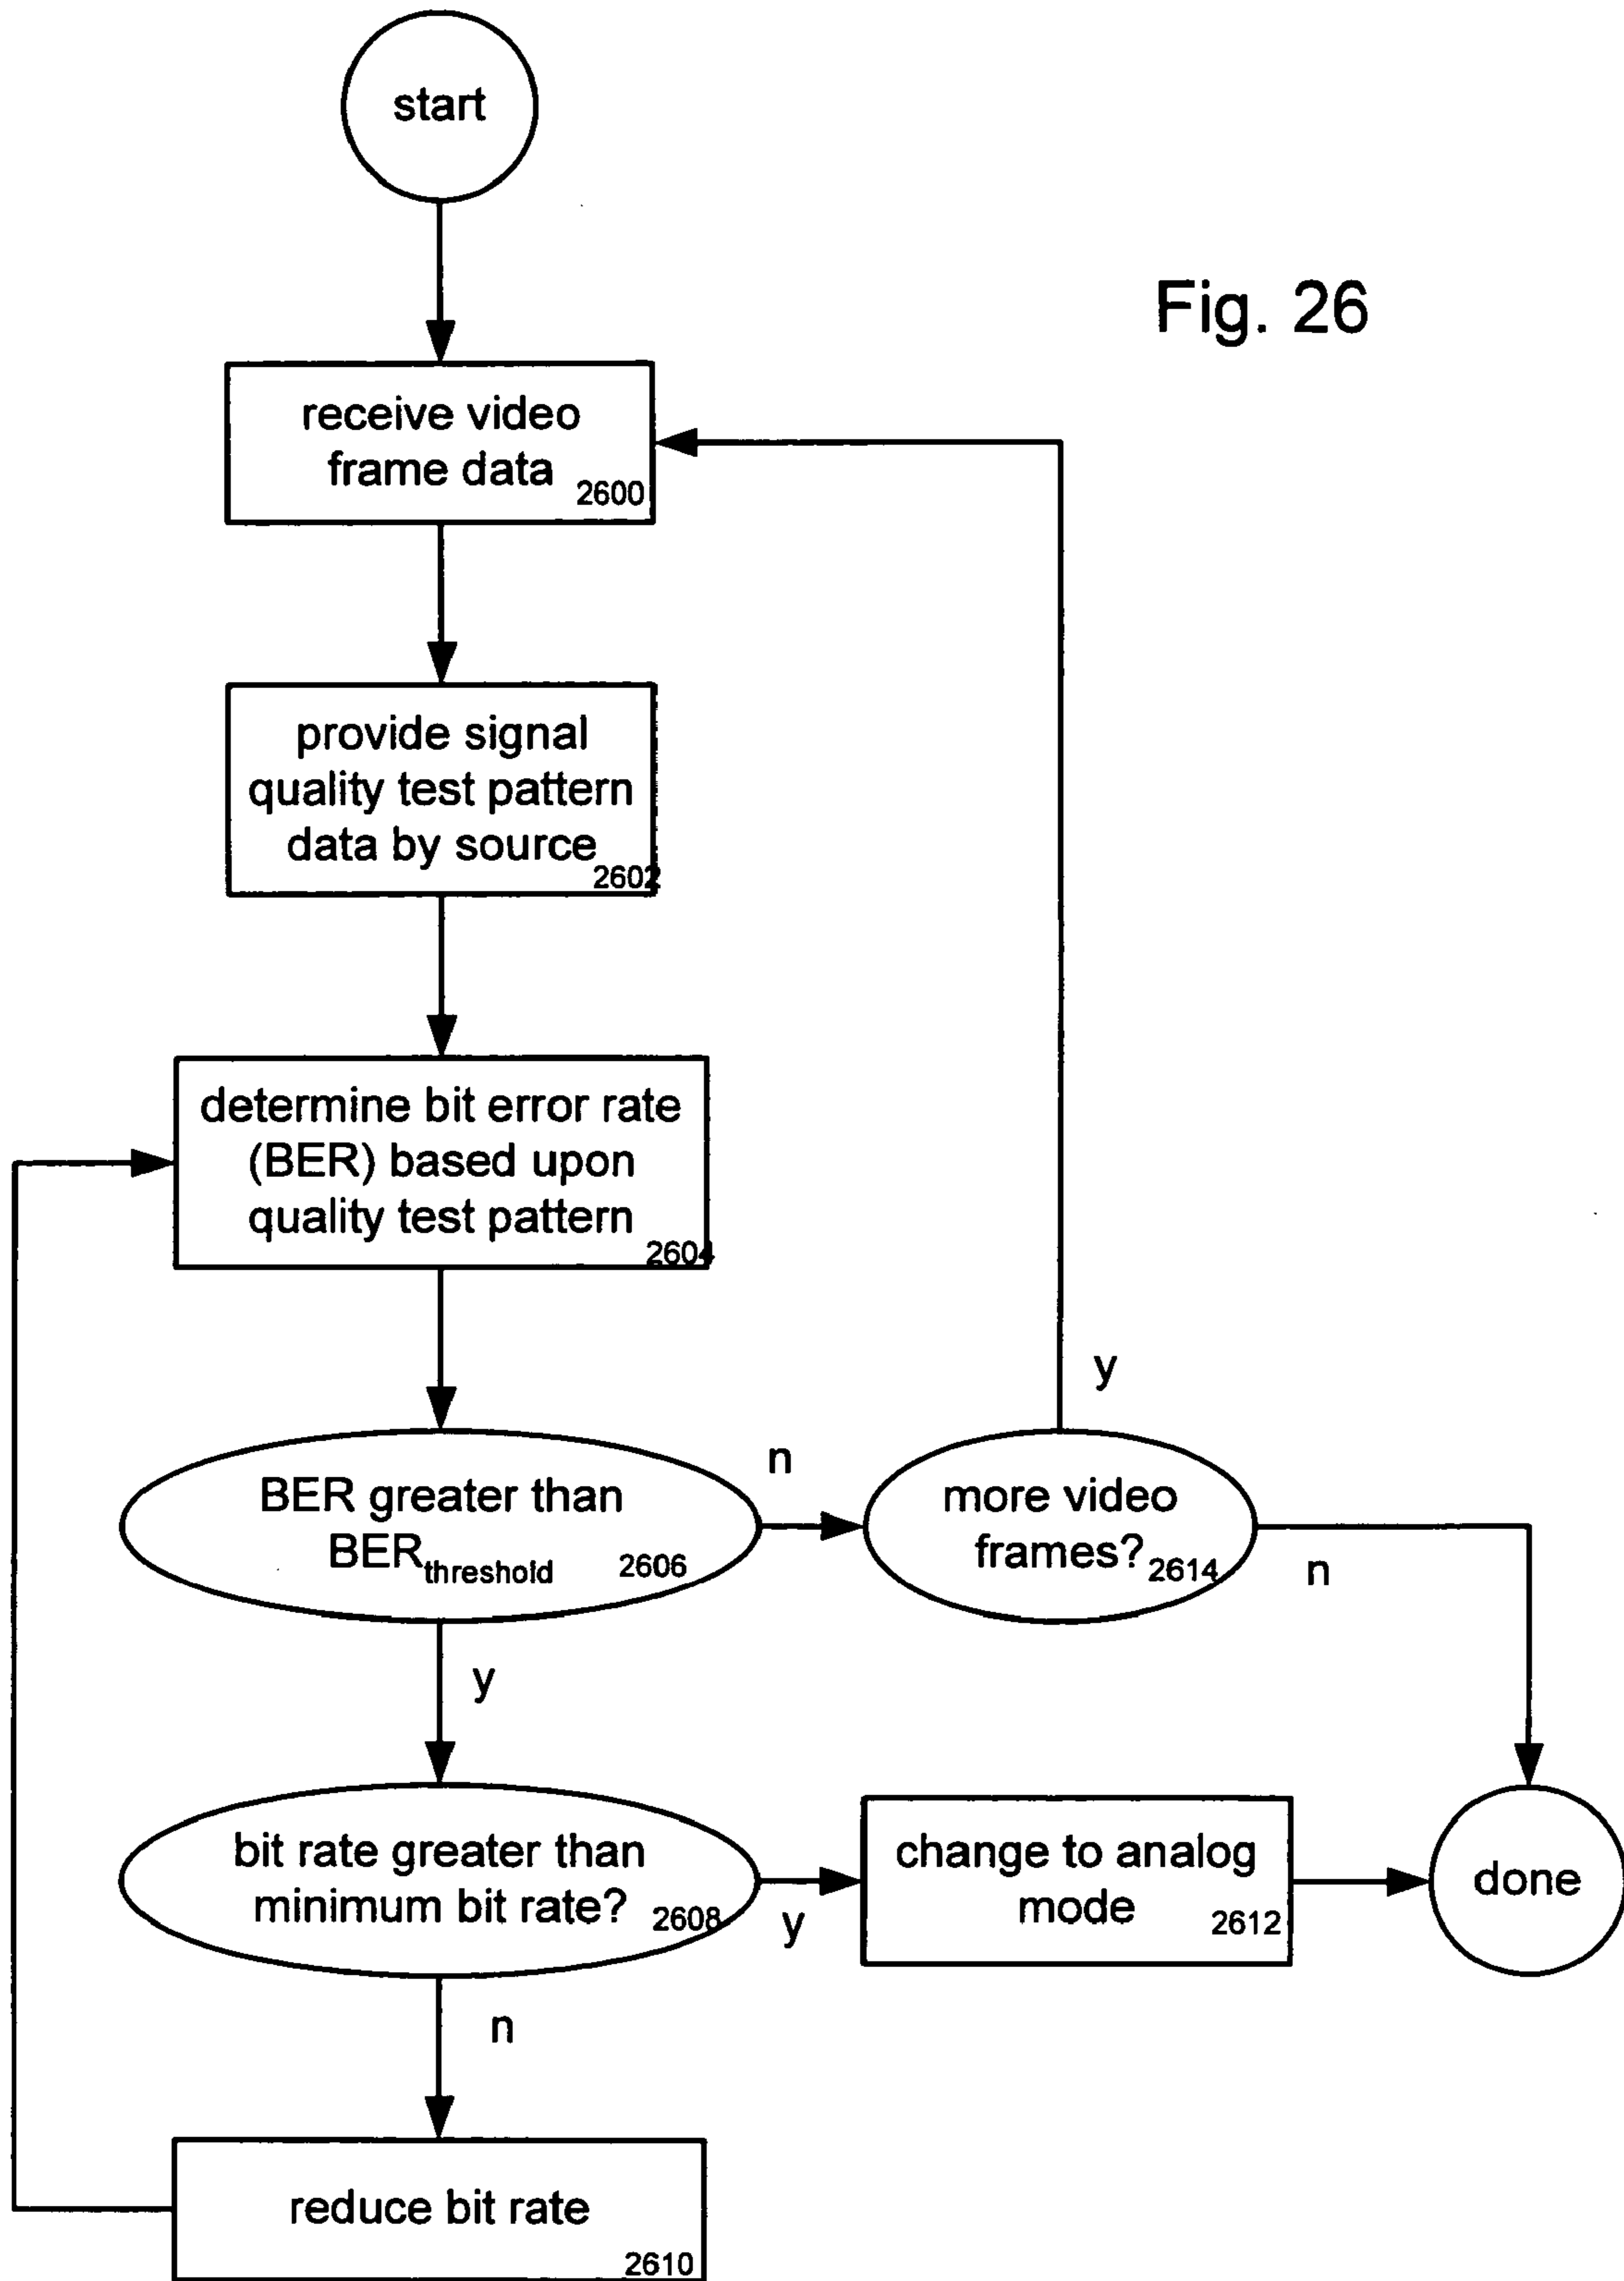 start
Fig. 26
receive video
frame data
2600
provide signal
quality test pattern
data by source
2602
determine bit error rate
(BER) based upon
quality test pattern
2604
y
BER greater than
BERthreshold 2606
n
more video
frames? 2614
n
y
bit rate greater than
minimum bit rate? 2608
y
change to analog
mode 2612
done
n
reduce bit rate
2610